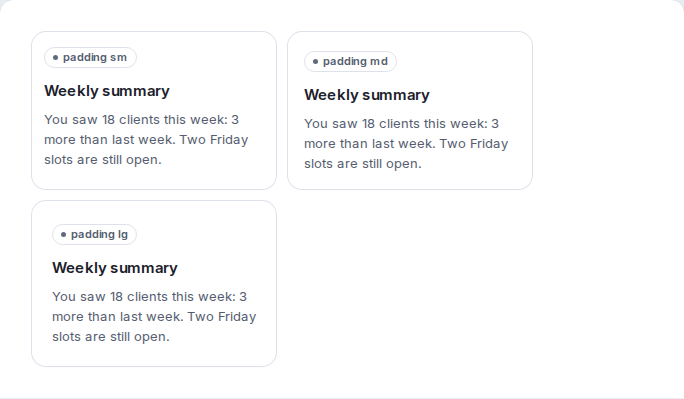 padding sm
Weekly summary
You saw 18 clients this week: 3
more than last week. Two Friday
slots are still open.
padding md
Weekly summary
You saw 18 clients this week: 3
more than last week. Two Friday
slots are still open.
padding lg
Weekly summary
You saw 18 clients this week: 3
more than last week. Two Friday
slots are still open.